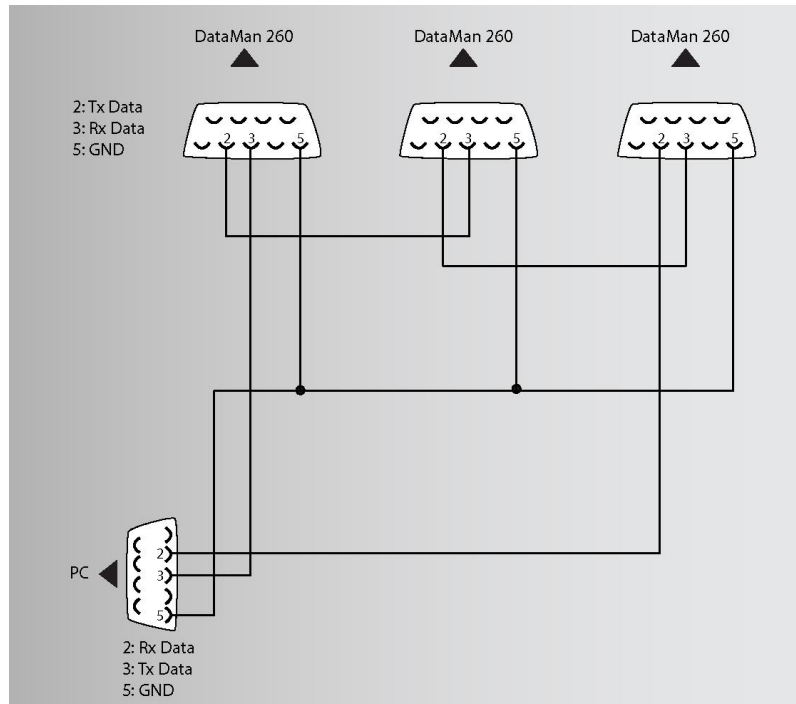 DataMan 260
DataMan 260
DataMan 260
2: Tx Data
3: Rx Data
5: GND
2 3 5
2 3 5
2 3 5
2
PC
3
5
2: Rx Data
3: Tx Data
5: GND